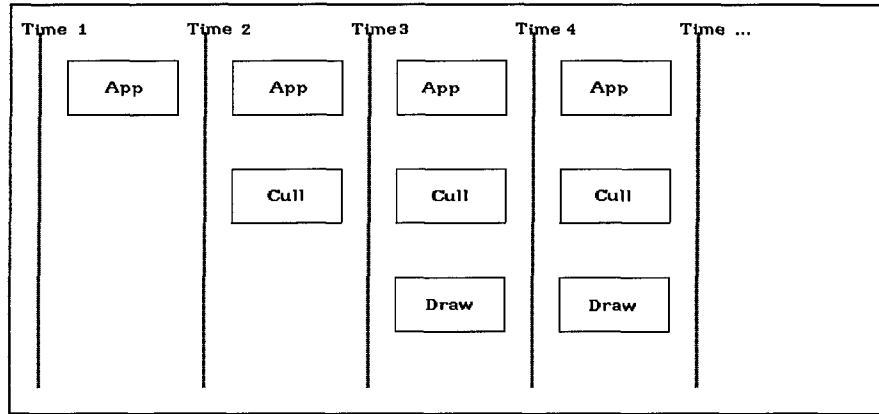 Time 1 Time 2 Time3 Time 4 Time ...
App App App App
Cull Cull Cull
Draw Draw